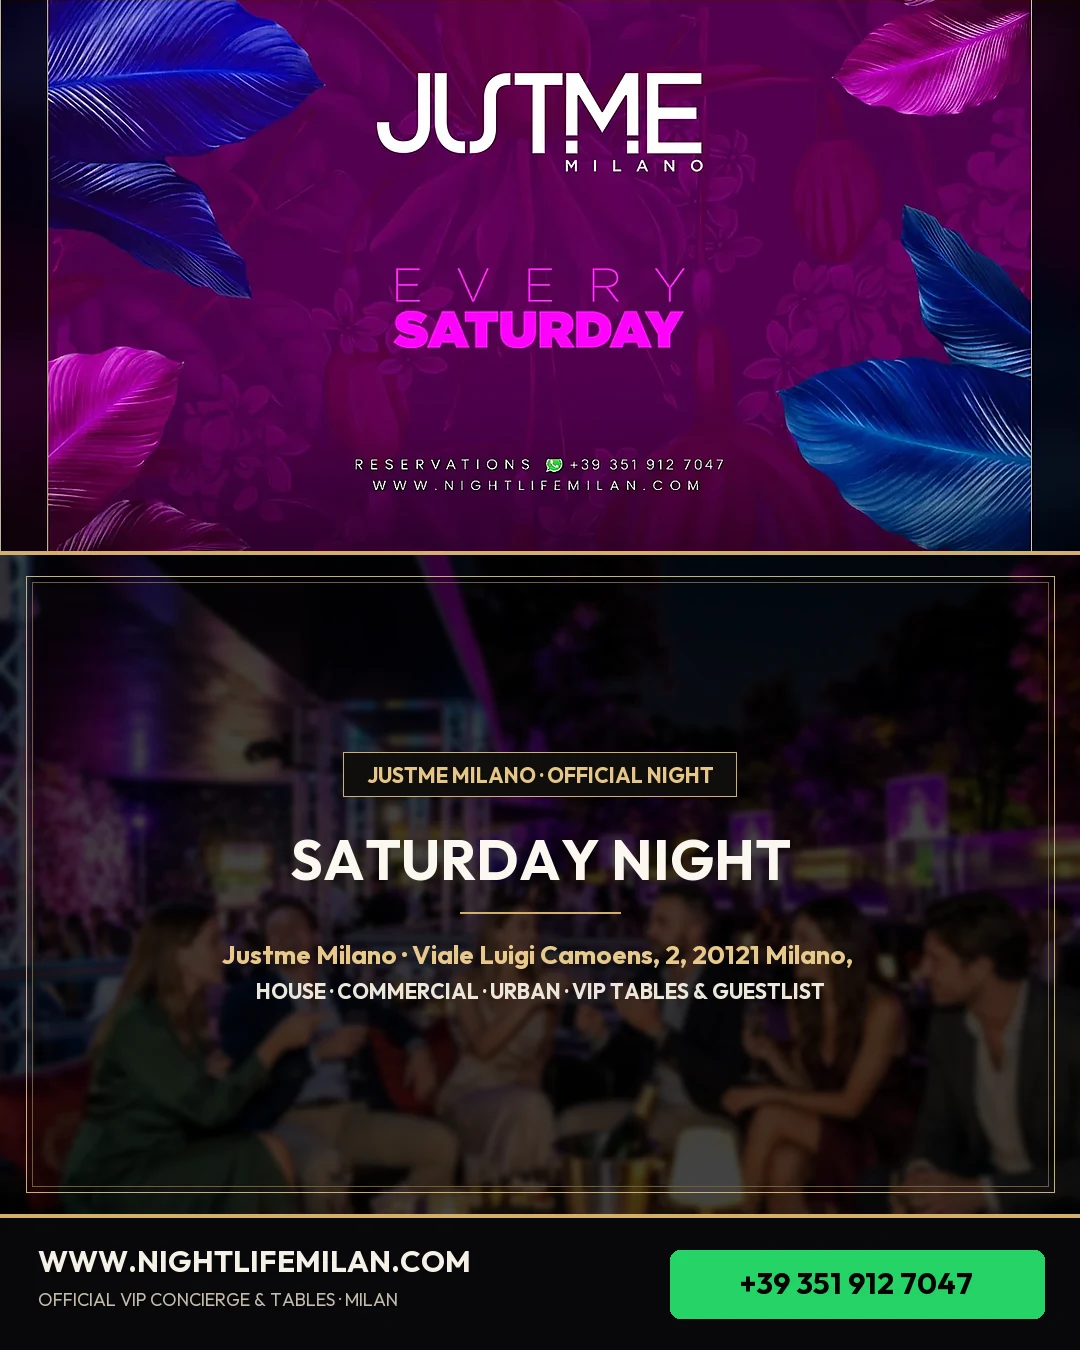 JUSTME
MILANO
EVERY
SATURDAY
RESERVATIONS +39 351 912 7047
WWW.NIGHTLIFEMILAN.COM
JUSTME MILANO · OFFICIAL NIGHT
SATURDAY NIGHT
Justme Milano · Viale Luigi Camoens, 2, 20121 Milano,
HOUSE · COMMERCIAL · URBAN · VIP TABLES & GUESTLIST
WWW.NIGHTLIFEMILAN.COM
OFFICIAL VIP CONCIERGE & TABLES · MILAN
+39 351 912 7047